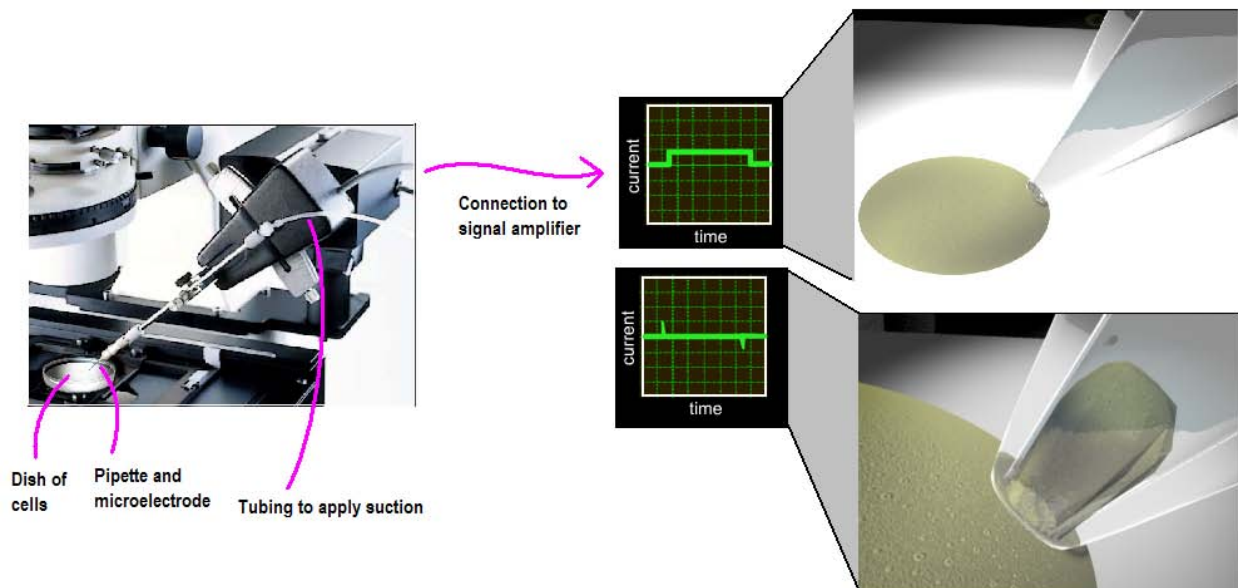 Connection to
signal amplifier
current
time
current
time
Dish of
cells
Pipette and
microelectrode
Tubing to apply suction